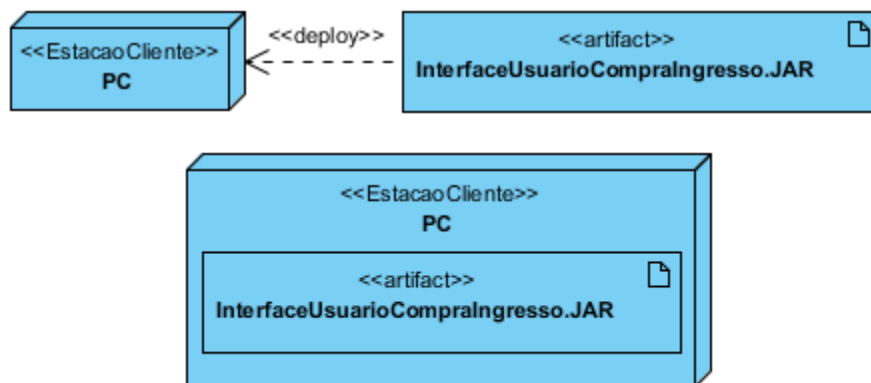 <<EstacaoCliente>>
PC
<<deploy>>
<<artifact>>
InterfaceUsuarioCompraIngresso.JAR
<<EstacaoCliente>>
PC
<<artifact>>
InterfaceUsuarioCompraIngresso.JAR